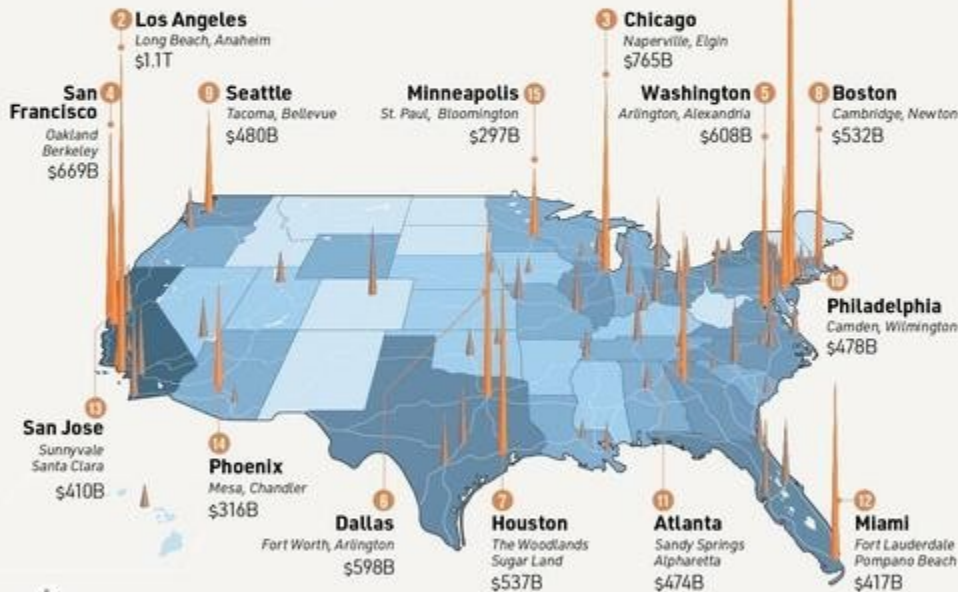 2 Los Angeles
Long Beach, Anaheim
$1.1T
3 Chicago
Naperville, Elgin
$765B
San
Francisco 4
Oakland
Berkeley
$669B
9 Seattle
Tacoma, Bellevue
$480B
Minneapolis 15
St. Paul, Bloomington
$297B
Washington 5
Arlington, Alexandria
$608B
8 Boston
Cambridge, Newton
$532B
10
Philadelphia
Camden, Wilmington
$478B
13
San Jose
Sunnyvale
Santa Clara
$410B
14
Phoenix
Mesa, Chandler
$316B
6
Dallas
Fort Worth, Arlington
$598B
7
Houston
The Woodlands
Sugar Land
$537B
11
Atlanta
Sandy Springs
Alpharetta
$474B
12
Miami
Fort Lauderdale
Pompano Beach
$417B